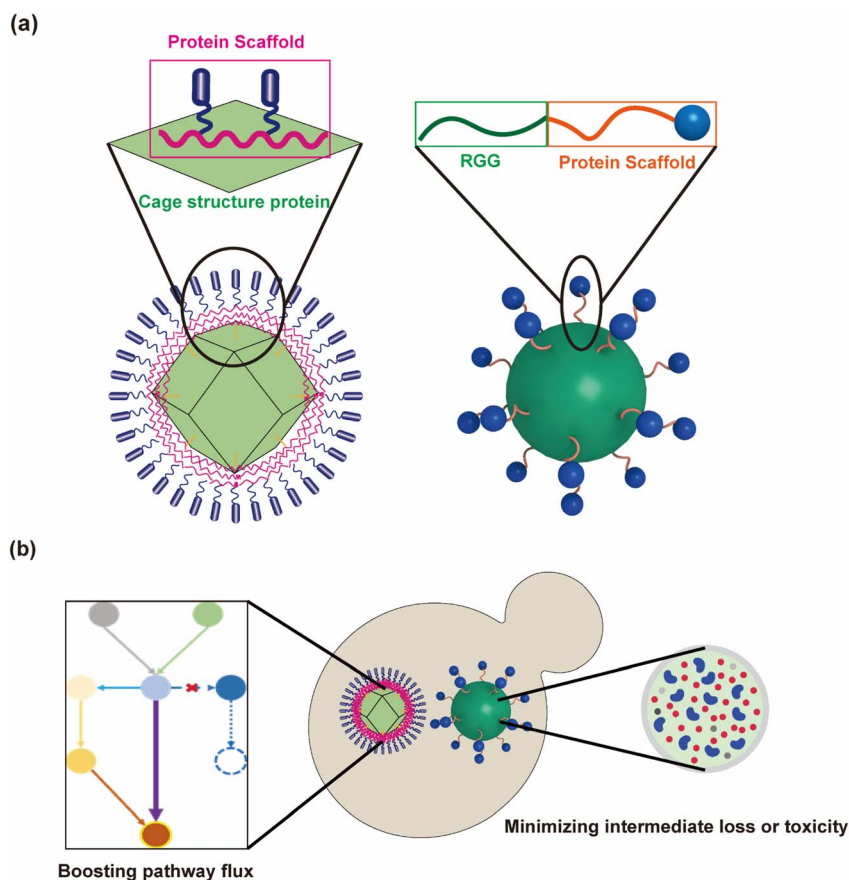 (a)
Protein Scaffold
Cage structure protein
RGG
Protein Scaffold
(b)
Boosting pathway flux
Minimizing intermediate loss or toxicity